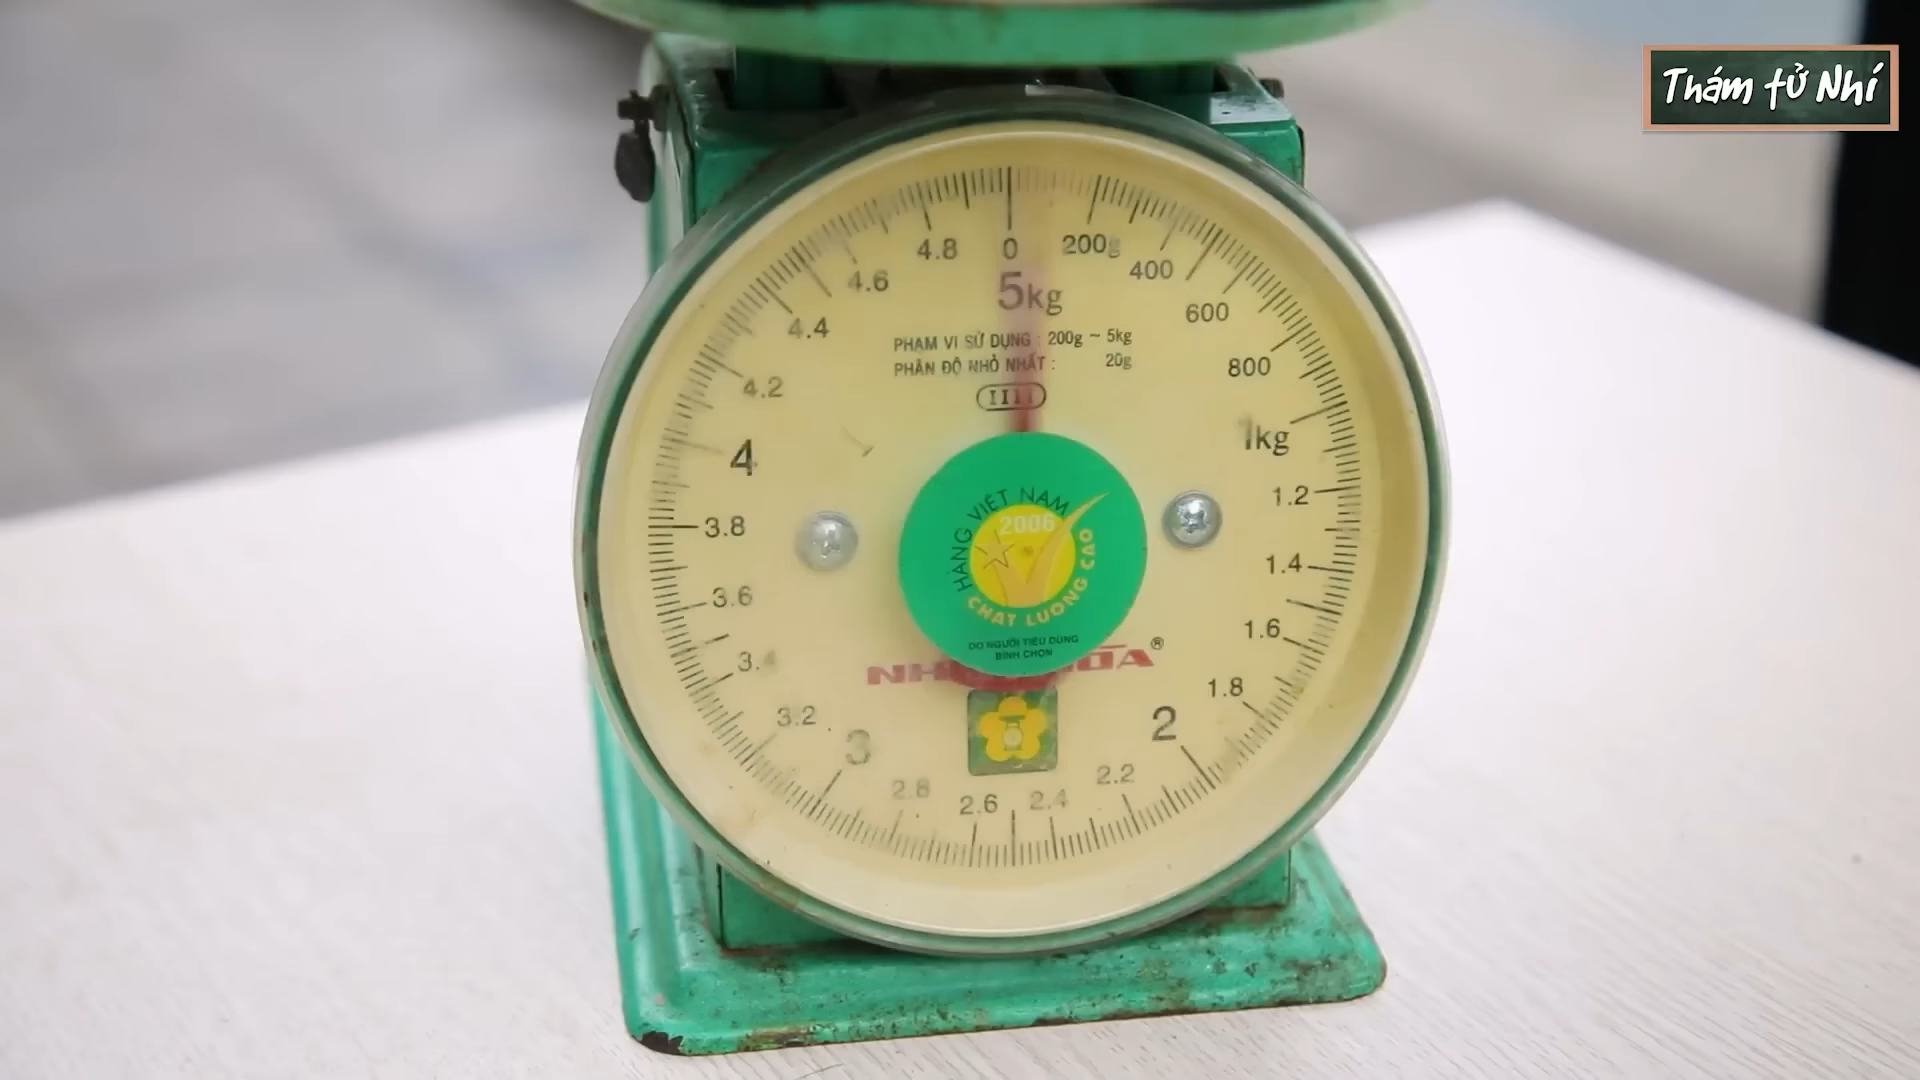 Thám tử Nhí
0
200g
400
600
800
1kg
1.2
1.4
1.6
1.8
2
2.2
2.4
2.6
2.8
3
3.2
3.4
3.6
3.8
4
4.2
4.4
4.6
4.8
5kg
PHẠM VI SỬ DỤNG : 200g ~ 5kg
PHÂN ĐỘ NHỎ NHẤT : 20g
IIII
HÀNG VIỆT NAM
2006
CHẤT LƯỢNG CAO
DO NGƯỜI TIÊU DÙNG
BÌNH CHỌN
®